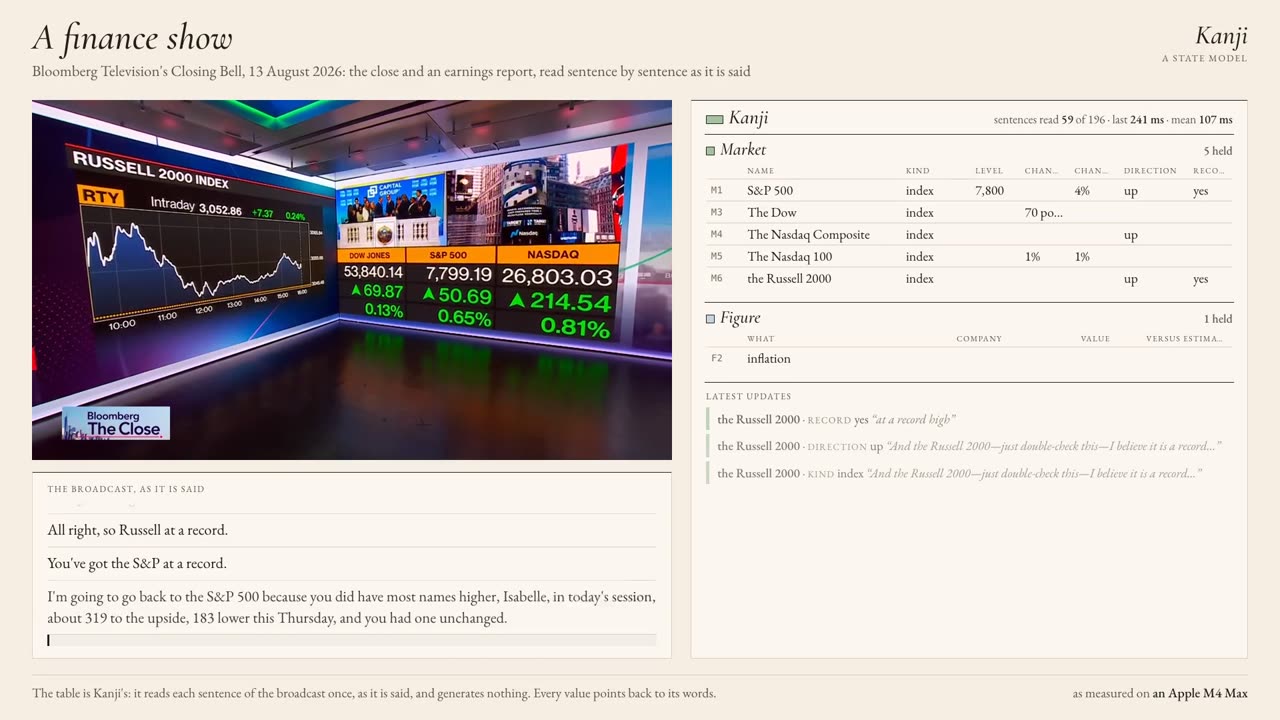 A finance show
Bloomberg Television's Closing Bell, 13 August 2026: the close and an earnings report, read sentence by sentence as it is said
Kanji
A STATE MODEL
RUSSELL 2000 INDEX
RTY
Intraday 3,052.86 +7.37 0.24%
10:00 11:00 12:00 13:00 14:00 15:00 16:00
CAPITAL GROUP
Nasdaq
DOW JONES S&P 500 NASDAQ
53,840.14 7,799.19 26,803.03
▲69.87 ▲50.69 ▲214.54
0.13% 0.65% 0.81%
Bloomberg
The Close
THE BROADCAST, AS IT IS SAID
All right, so Russell at a record.
You've got the S&P at a record.
I'm going to go back to the S&P 500 because you did have most names higher, Isabelle, in today's session,
about 319 to the upside, 183 lower this Thursday, and you had one unchanged.
Kanji
sentences read 59 of 196 · last 241 ms · mean 107 ms
Market
5 held
NAME KIND LEVEL CHAN… CHAN… DIRECTION RECO…
M1 S&P 500 index 7,800 4% up yes
M3 The Dow index 70 po…
M4 The Nasdaq Composite index up
M5 The Nasdaq 100 index 1% 1%
M6 the Russell 2000 index up yes
Figure
1 held
WHAT COMPANY VALUE VERSUS ESTIMA…
F2 inflation
LATEST UPDATES
the Russell 2000 · RECORD yes “at a record high”
the Russell 2000 · DIRECTION up “And the Russell 2000—just double-check this—I believe it is a record…”
the Russell 2000 · KIND index “And the Russell 2000—just double-check this—I believe it is a record…”
The table is Kanji's: it reads each sentence of the broadcast once, as it is said, and generates nothing. Every value points back to its words.
as measured on an Apple M4 Max